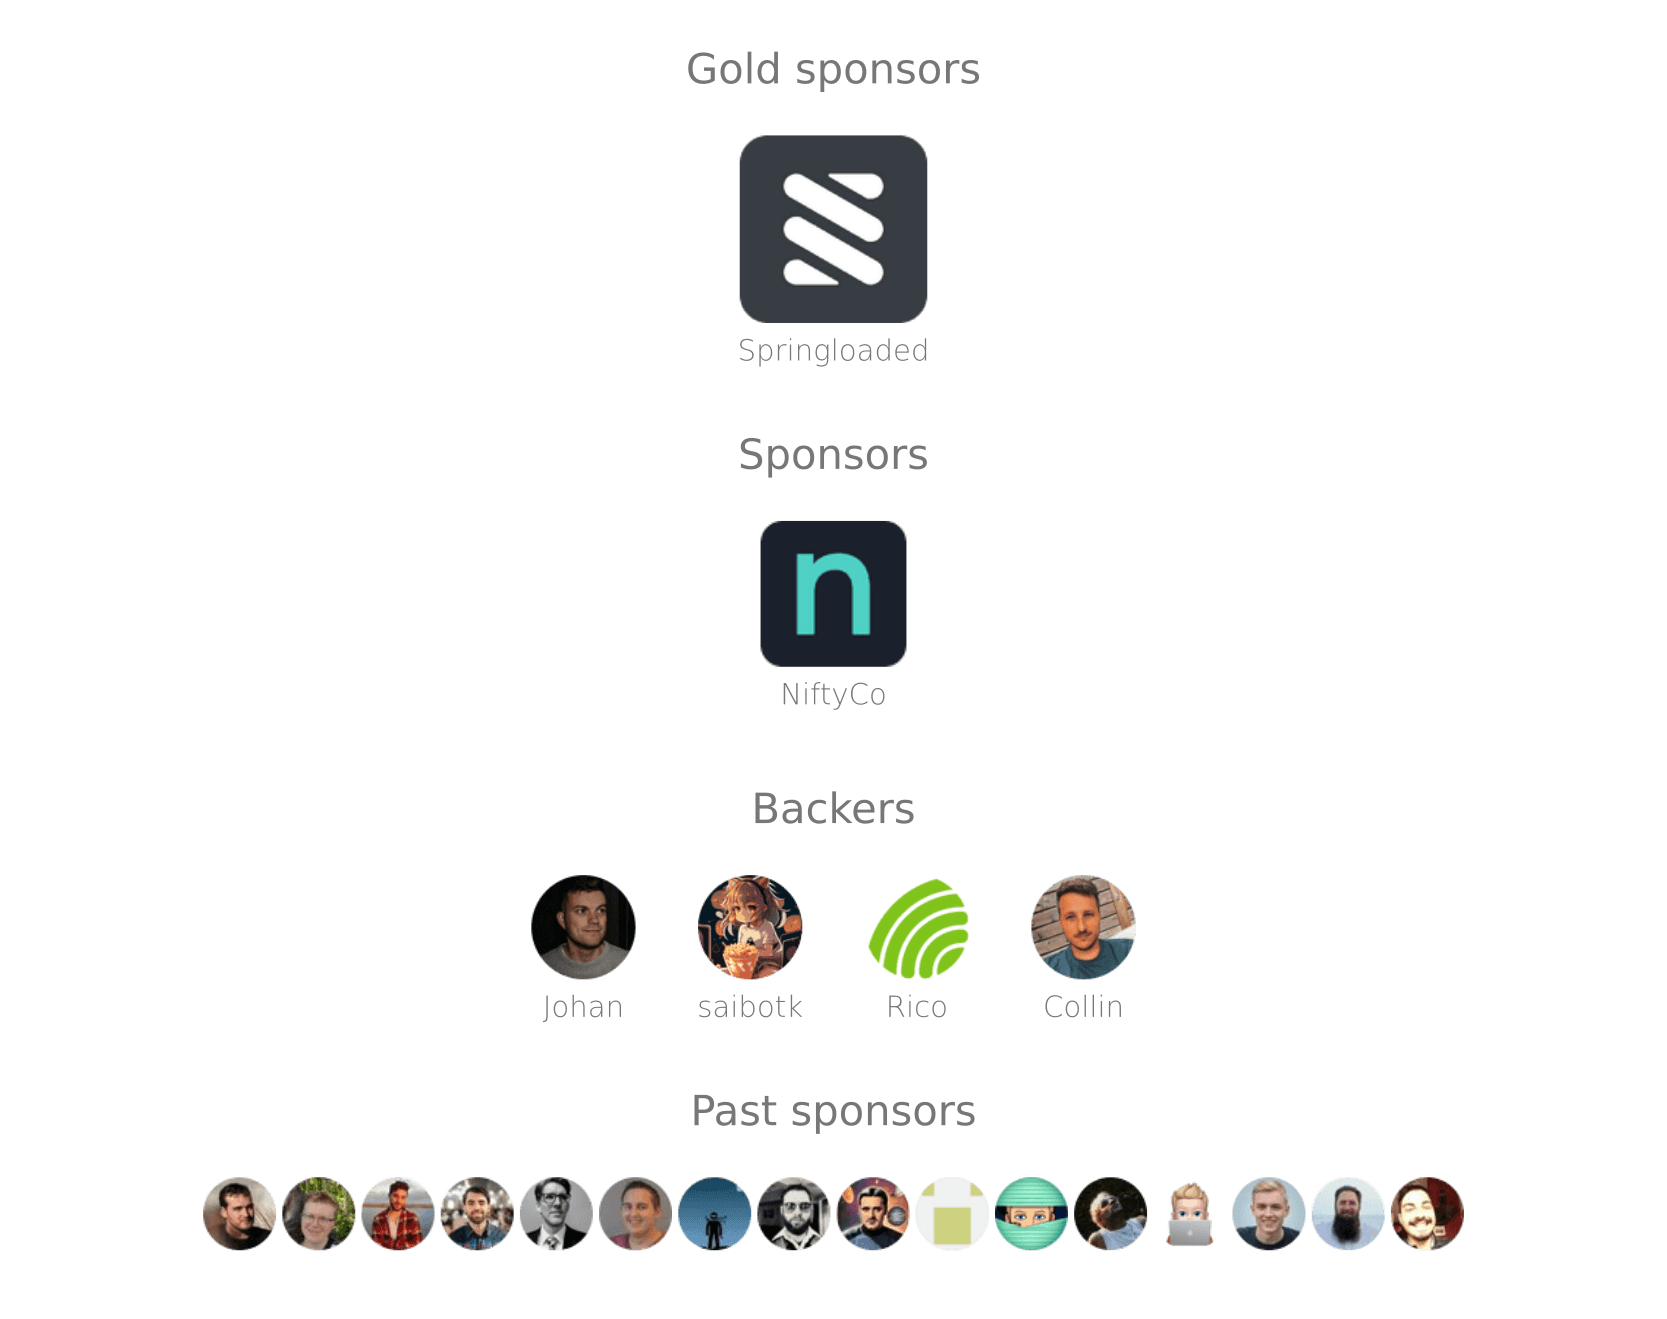 Gold sponsors
Springloaded
Sponsors
n
NiftyCo
Backers
Johan
saibotk
Rico
Collin
Past sponsors